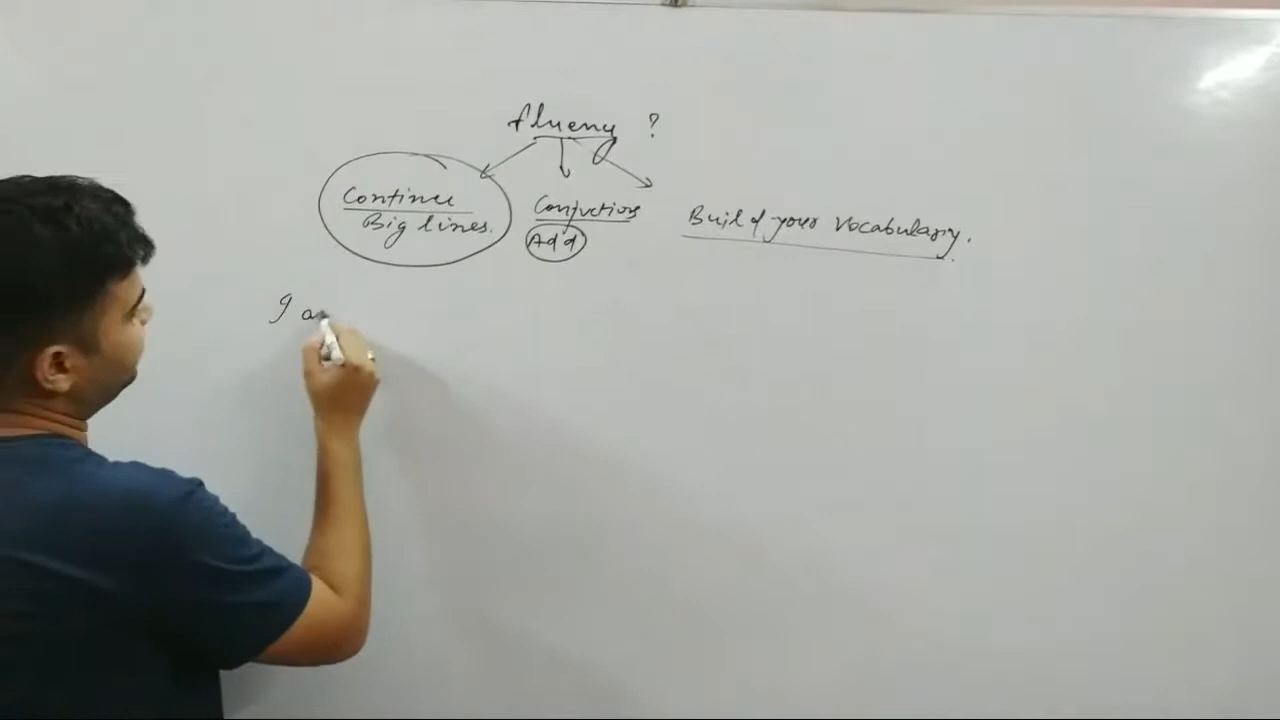 fluency ?
Continue
Big lines.
Conjuctions
Add
Build your Vocabulary.
I a